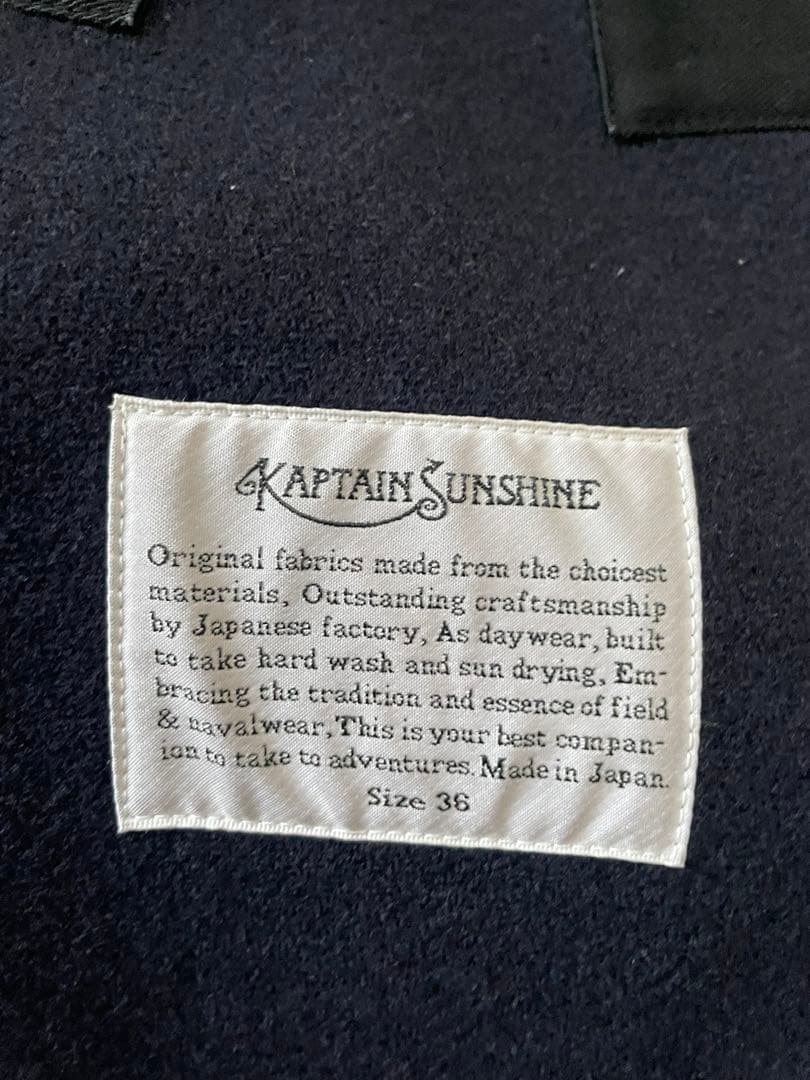 KAPTAIN SUNSHINE
Original fabrics made from the choicest
materials, Outstanding craftsmanship
by Japanese factory, As daywear, built
to take hard wash and sun drying, Em-
bracing the tradition and essence of field
& navalwear, This is your best compan-
ion to take to adventures. Made in Japan.
Size 36